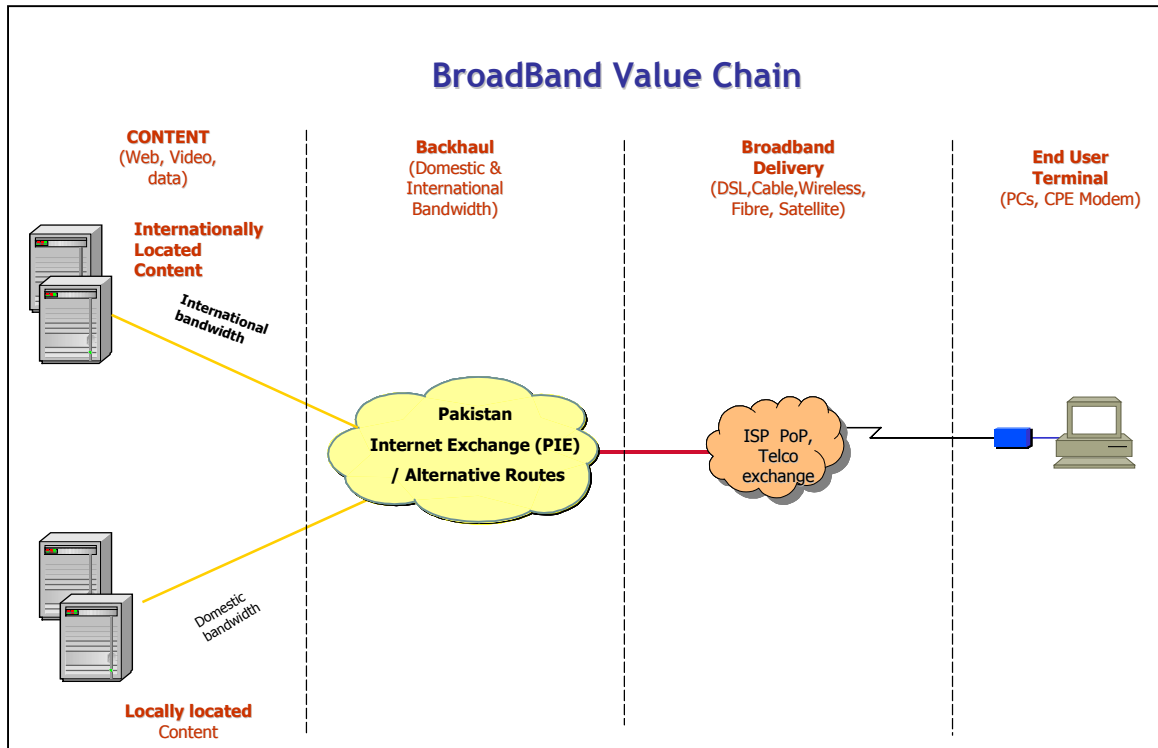 BroadBand Value Chain
CONTENT
(Web, Video,
data)
Backhaul
(Domestic &
International
Bandwidth)
Broadband
Delivery
(DSL,Cable,Wireless,
Fibre, Satellite)
End User
Terminal
(PCs, CPE Modem)
Internationally
Located
Content
International
bandwidth
Pakistan
Internet Exchange (PIE)
/ Alternative Routes
ISP PoP,
Telco
exchange
Domestic
bandwidth
Locally located
Content